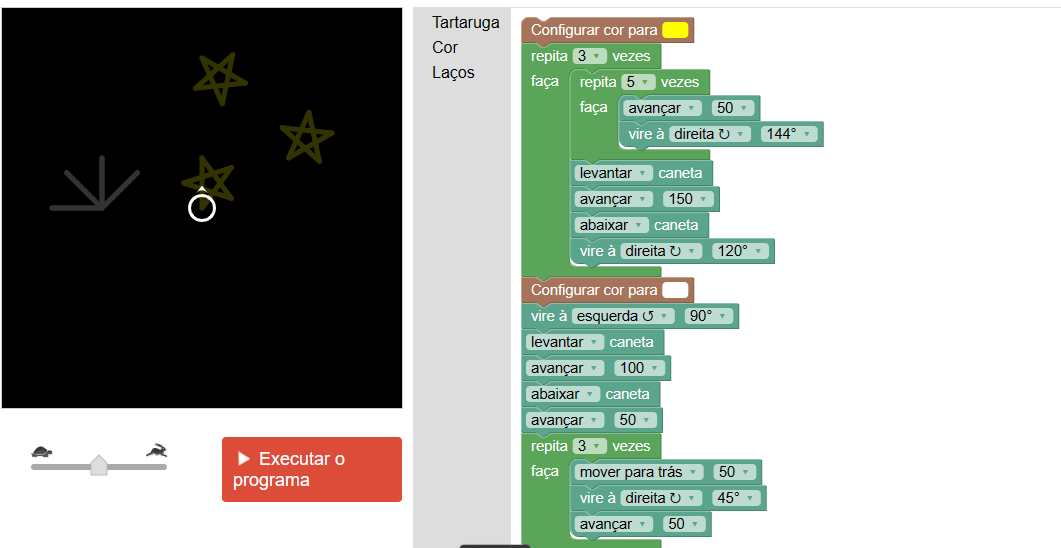 Tartaruga
Cor
Laços
Executar o
programa
Configurar cor para
repita 3 vezes
faça repita 5 vezes
faça avançar 50
vire à direita ↻ 144°
levantar caneta
avançar 150
abaixar caneta
vire à direita ↻ 120°
Configurar cor para
vire à esquerda ↺ 90°
levantar caneta
avançar 100
abaixar caneta
avançar 50
repita 3 vezes
faça mover para trás 50
vire à direita ↻ 45°
avançar 50